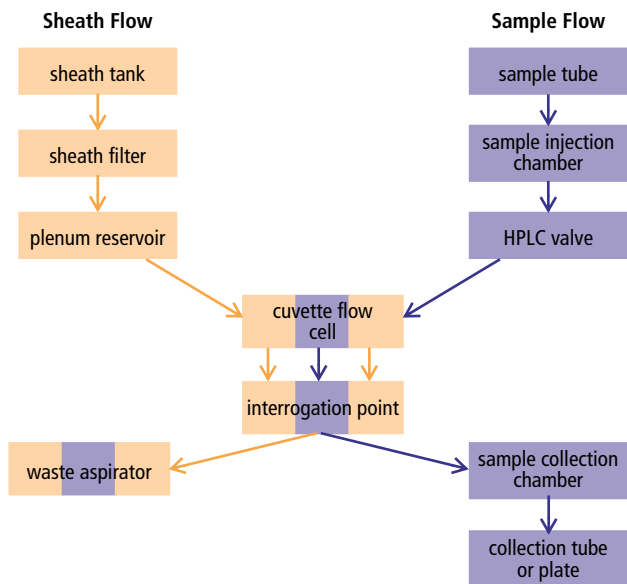 Sheath Flow
Sample Flow
sheath tank
sample tube
sheath filter
sample injection
chamber
plenum reservoir
HPLC valve
cuvette flow
cell
interrogation point
waste aspirator
sample collection
chamber
collection tube
or plate